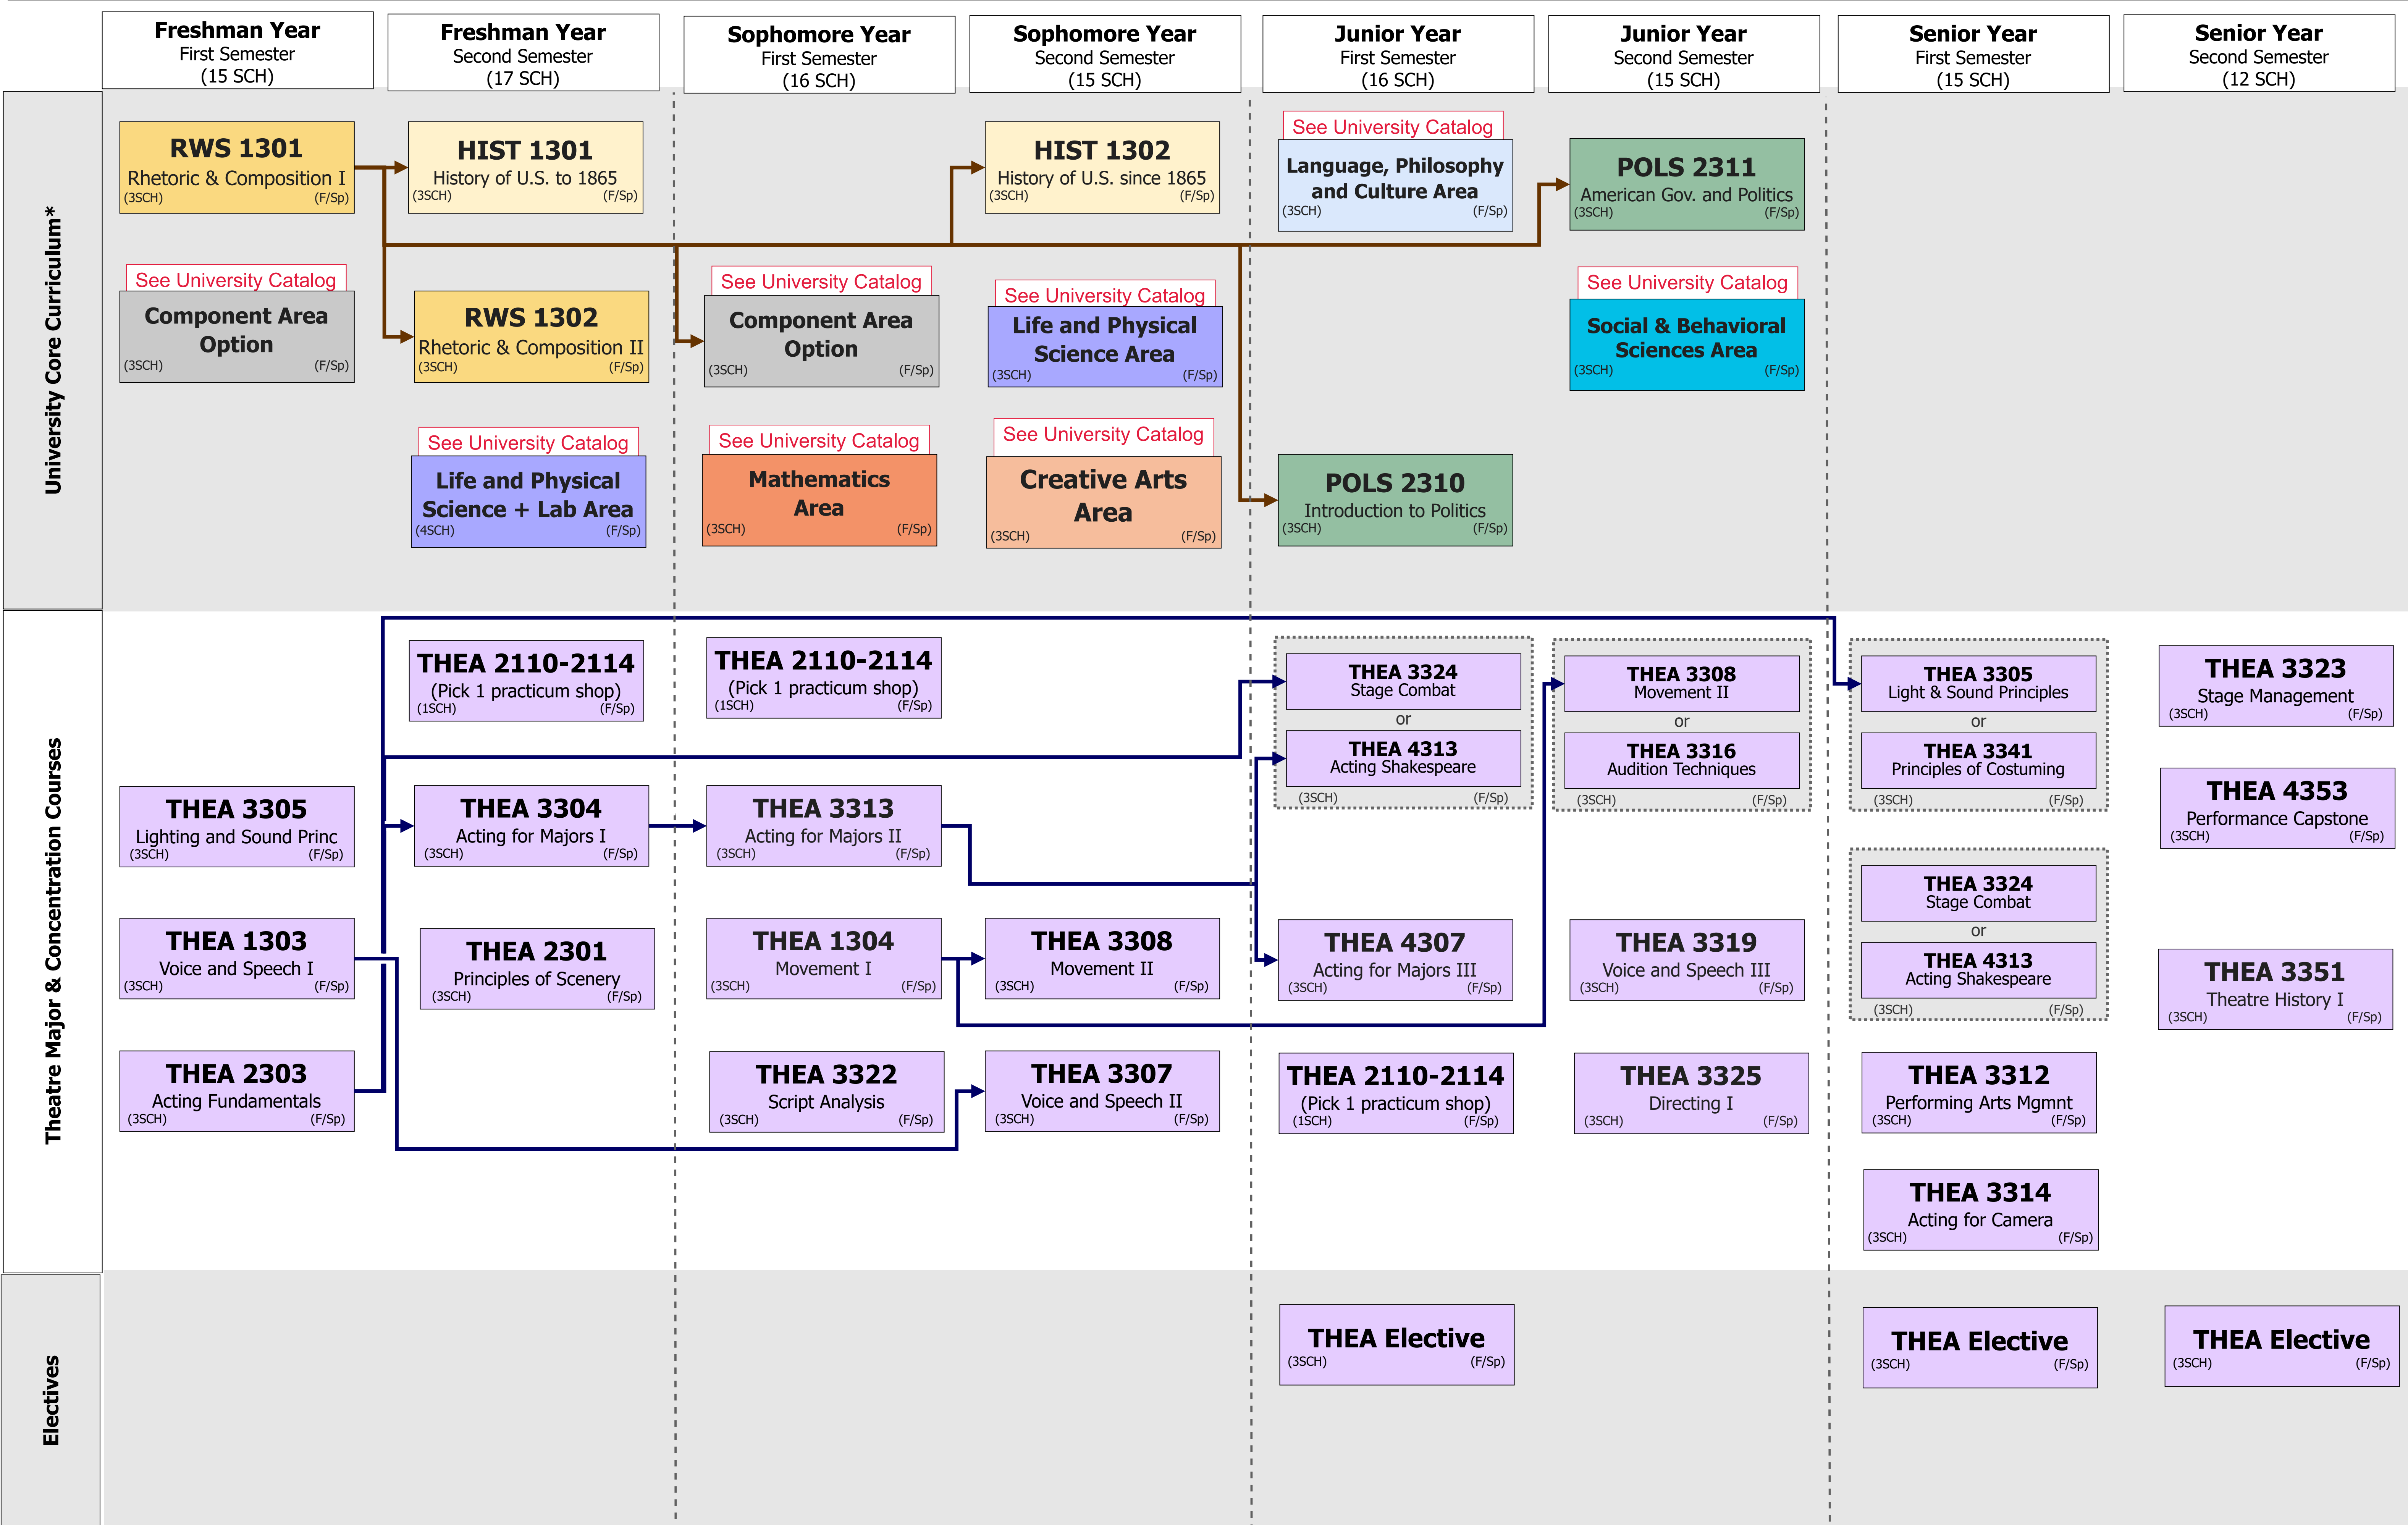 Freshman Year
First Semester
(15 SCH)
Freshman Year
Second Semester
(17 SCH)
Sophomore Year
First Semester
(16 SCH)
Sophomore Year
Second Semester
(15 SCH)
Junior Year
First Semester
(16 SCH)
Junior Year
Second Semester
(15 SCH)
Senior Year
First Semester
(15 SCH)
Senior Year
Second Semester
(12 SCH)
University Core Curriculum*
RWS 1301
Rhetoric & Composition I
(3SCH) (F/Sp)
See University Catalog
Component Area
Option
(3SCH) (F/Sp)
HIST 1301
History of U.S. to 1865
(3SCH) (F/Sp)
RWS 1302
Rhetoric & Composition II
(3SCH) (F/Sp)
See University Catalog
Life and Physical
Science + Lab Area
(4SCH) (F/Sp)
See University Catalog
Component Area
Option
(3SCH) (F/Sp)
See University Catalog
Mathematics
Area
(3SCH) (F/Sp)
HIST 1302
History of U.S. since 1865
(3SCH) (F/Sp)
See University Catalog
Life and Physical
Science Area
(3SCH) (F/Sp)
See University Catalog
Creative Arts
Area
(3SCH) (F/Sp)
See University Catalog
Language, Philosophy
and Culture Area
(3SCH) (F/Sp)
POLS 2310
Introduction to Politics
(3SCH) (F/Sp)
POLS 2311
American Gov. and Politics
(3SCH) (F/Sp)
See University Catalog
Social & Behavioral
Sciences Area
(3SCH) (F/Sp)
Theatre Major & Concentration Courses
THEA 3305
Lighting and Sound Princ
(3SCH) (F/Sp)
THEA 1303
Voice and Speech I
(3SCH) (F/Sp)
THEA 2303
Acting Fundamentals
(3SCH) (F/Sp)
THEA 2110-2114
(Pick 1 practicum shop)
(1SCH) (F/Sp)
THEA 3304
Acting for Majors I
(3SCH) (F/Sp)
THEA 2301
Principles of Scenery
(3SCH) (F/Sp)
THEA 2110-2114
(Pick 1 practicum shop)
(1SCH) (F/Sp)
THEA 3313
Acting for Majors II
(3SCH) (F/Sp)
THEA 1304
Movement I
(3SCH) (F/Sp)
THEA 3322
Script Analysis
(3SCH) (F/Sp)
THEA 3308
Movement II
(3SCH) (F/Sp)
THEA 3307
Voice and Speech II
(3SCH) (F/Sp)
THEA 3324
Stage Combat
or
THEA 4313
Acting Shakespeare
(3SCH) (F/Sp)
THEA 4307
Acting for Majors III
(3SCH) (F/Sp)
THEA 2110-2114
(Pick 1 practicum shop)
(1SCH) (F/Sp)
THEA 3308
Movement II
or
THEA 3316
Audition Techniques
(3SCH) (F/Sp)
THEA 3319
Voice and Speech III
(3SCH) (F/Sp)
THEA 3325
Directing I
(3SCH) (F/Sp)
THEA 3305
Light & Sound Principles
or
THEA 3341
Principles of Costuming
(3SCH) (F/Sp)
THEA 3324
Stage Combat
or
THEA 4313
Acting Shakespeare
(3SCH) (F/Sp)
THEA 3312
Performing Arts Mgmnt
(3SCH) (F/Sp)
THEA 3314
Acting for Camera
(3SCH) (F/Sp)
THEA 3323
Stage Management
(3SCH) (F/Sp)
THEA 4353
Performance Capstone
(3SCH) (F/Sp)
THEA 3351
Theatre History I
(3SCH) (F/Sp)
Electives
THEA Elective
(3SCH) (F/Sp)
THEA Elective
(3SCH) (F/Sp)
THEA Elective
(3SCH) (F/Sp)